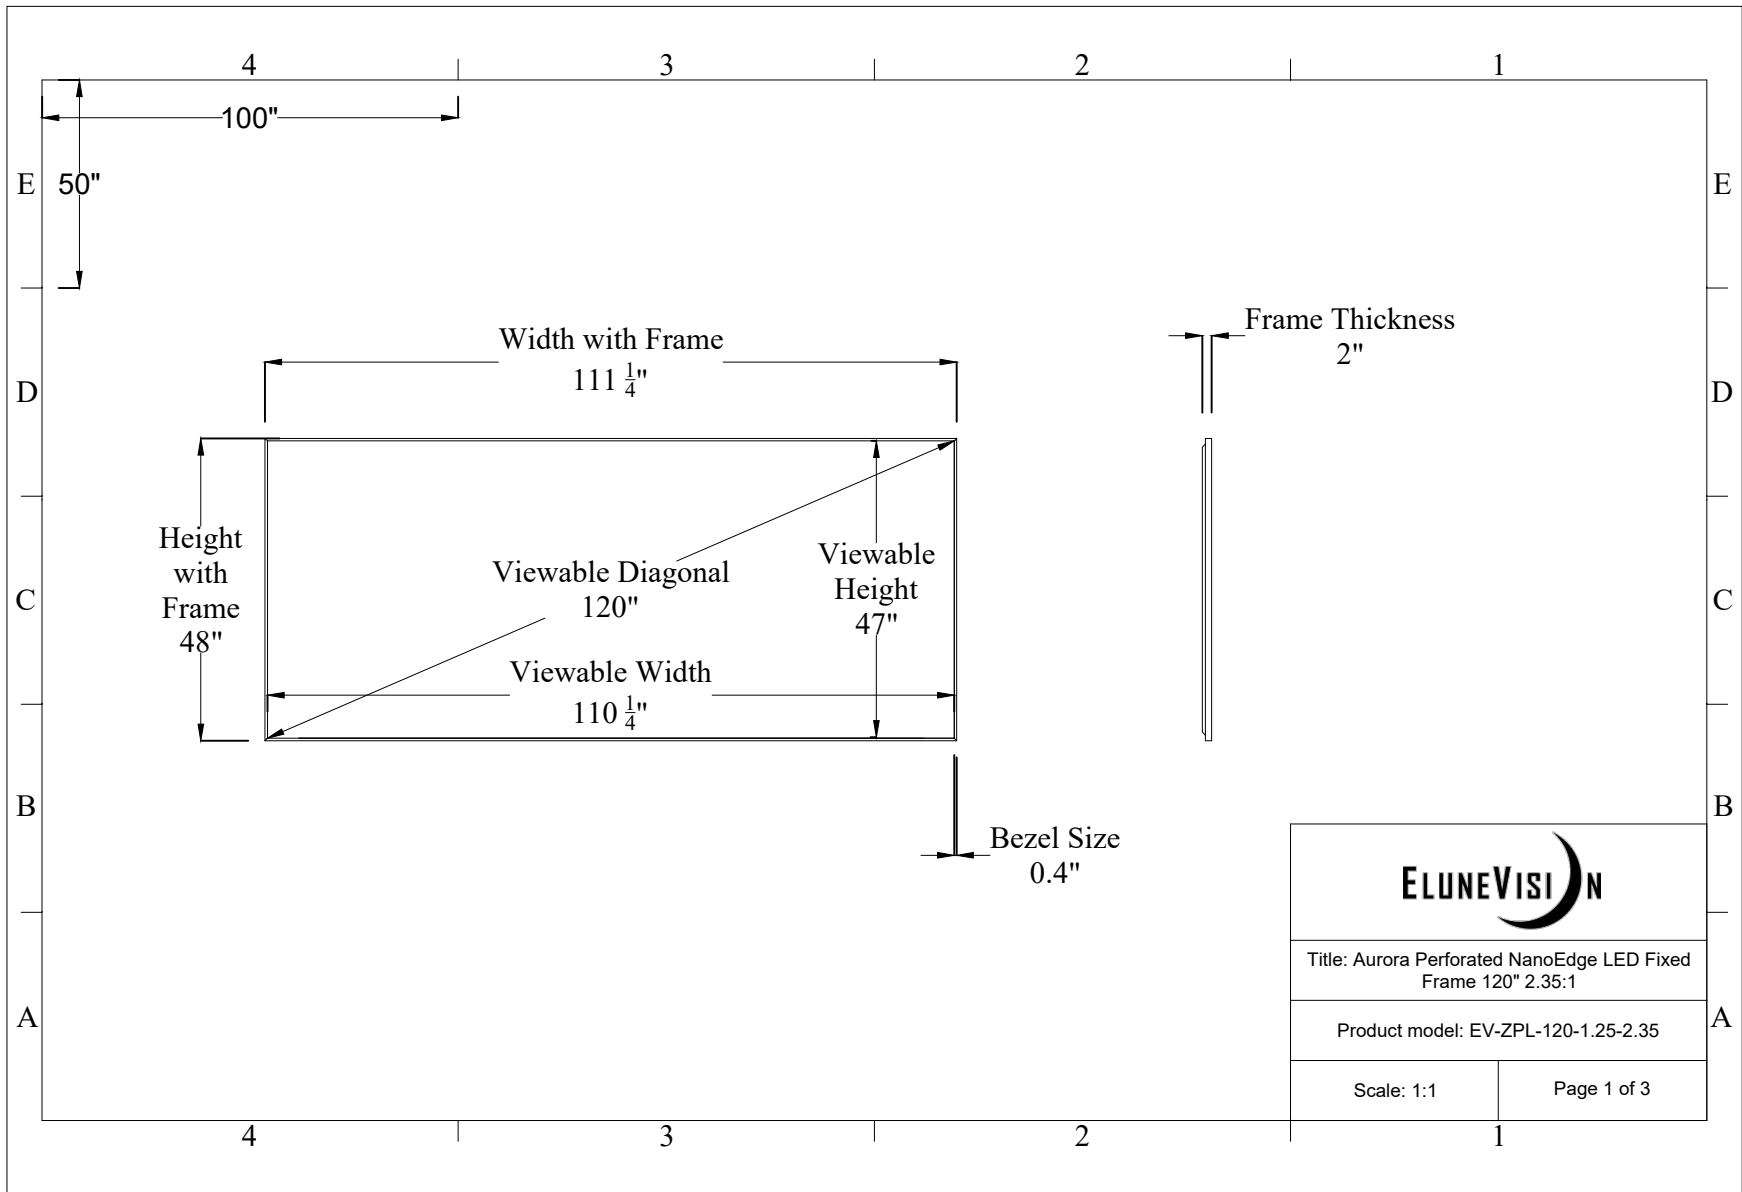 4 3 2 1
100"
E 50" E
Width with Frame
111 1/4"
Frame Thickness
2"
D D
Height
with
Frame
48"
Viewable Diagonal
120"
Viewable
Height
47"
C C
Viewable Width
110 1/4"
B B
Bezel Size
0.4"
ELUNEVISION
Title: Aurora Perforated NanoEdge LED Fixed
Frame 120" 2.35:1
A A
Product model: EV-ZPL-120-1.25-2.35
Scale: 1:1
Page 1 of 3
4 3 2 1